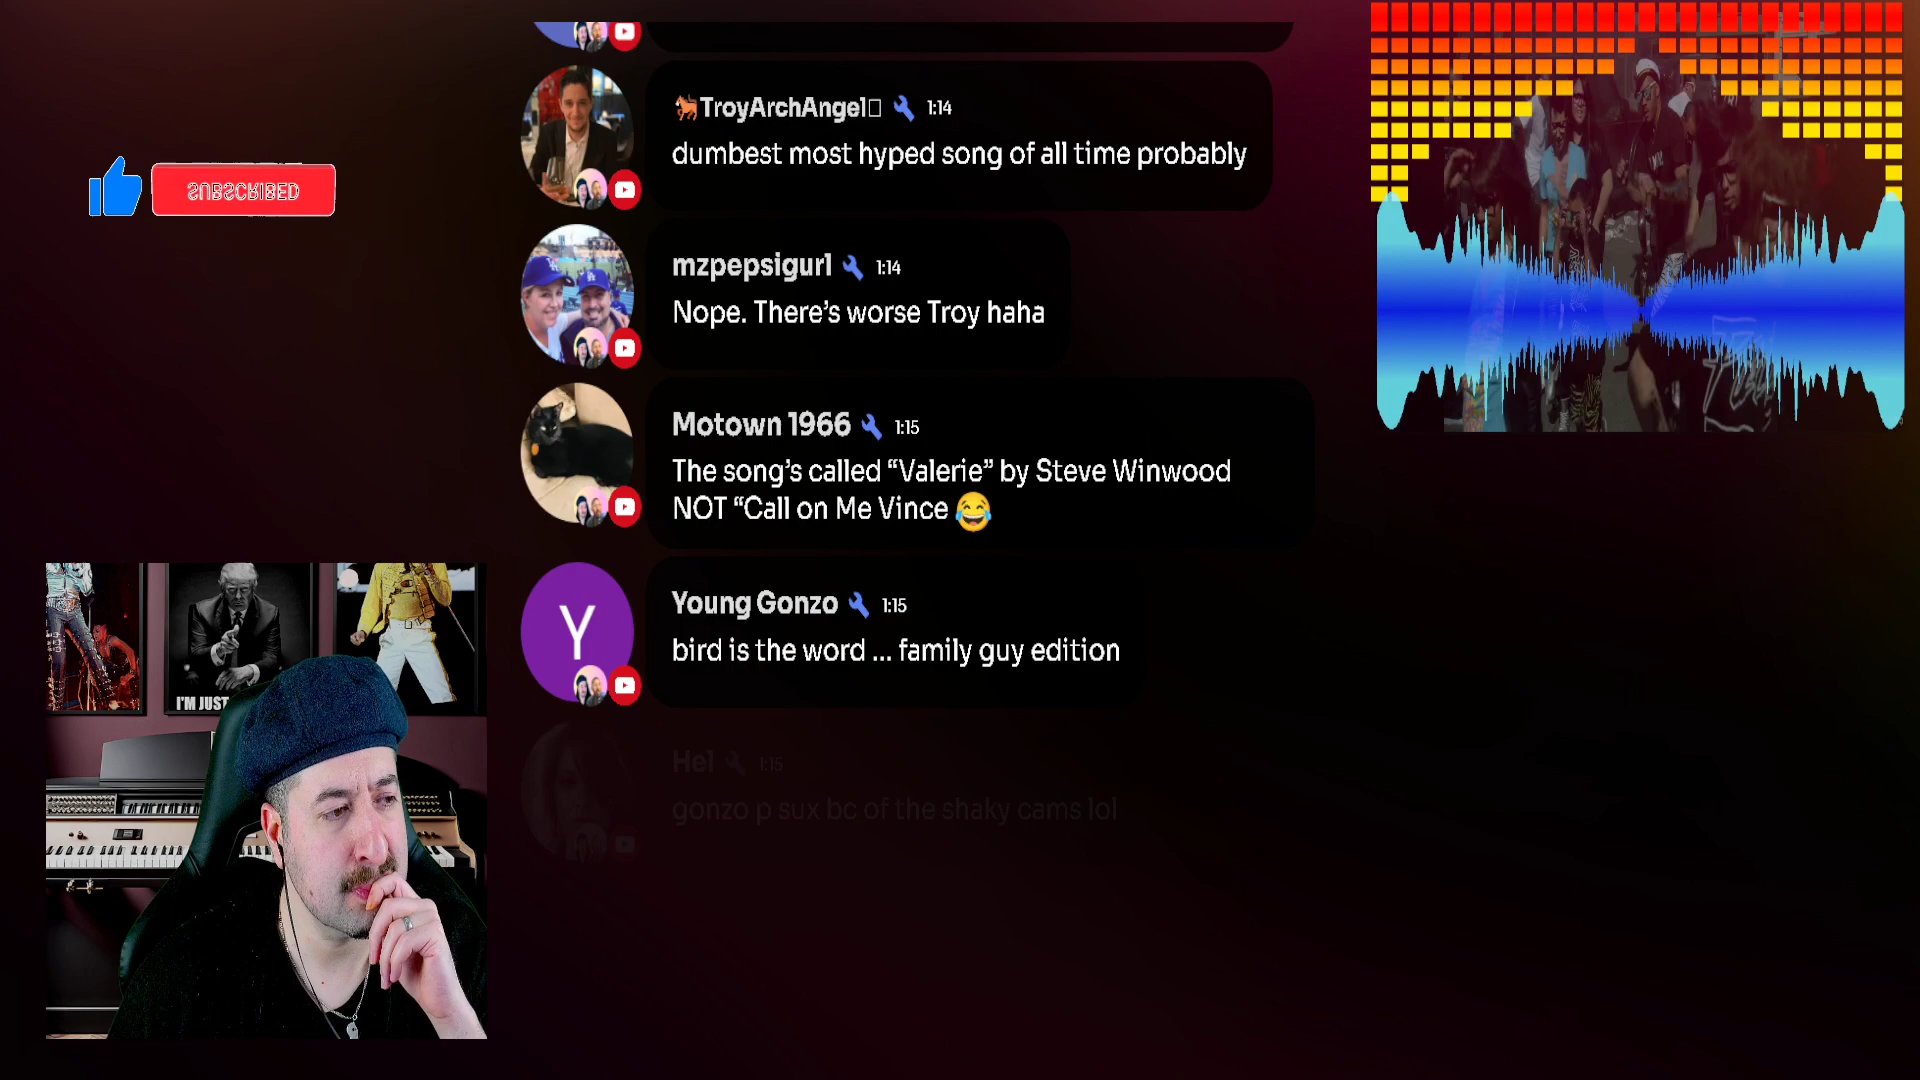 SUBSCRIBED
TroyArchAngel 1:14
dumbest most hyped song of all time probably
mzpepsigurl 1:14
Nope. There’s worse Troy haha
Motown 1966 1:15
The song’s called “Valerie” by Steve Winwood
NOT “Call on Me Vince 😂
Y
Young Gonzo 1:15
bird is the word ... family guy edition
Hel 1:15
gonzo p sux bc of the shaky cams lol
I'M JUST